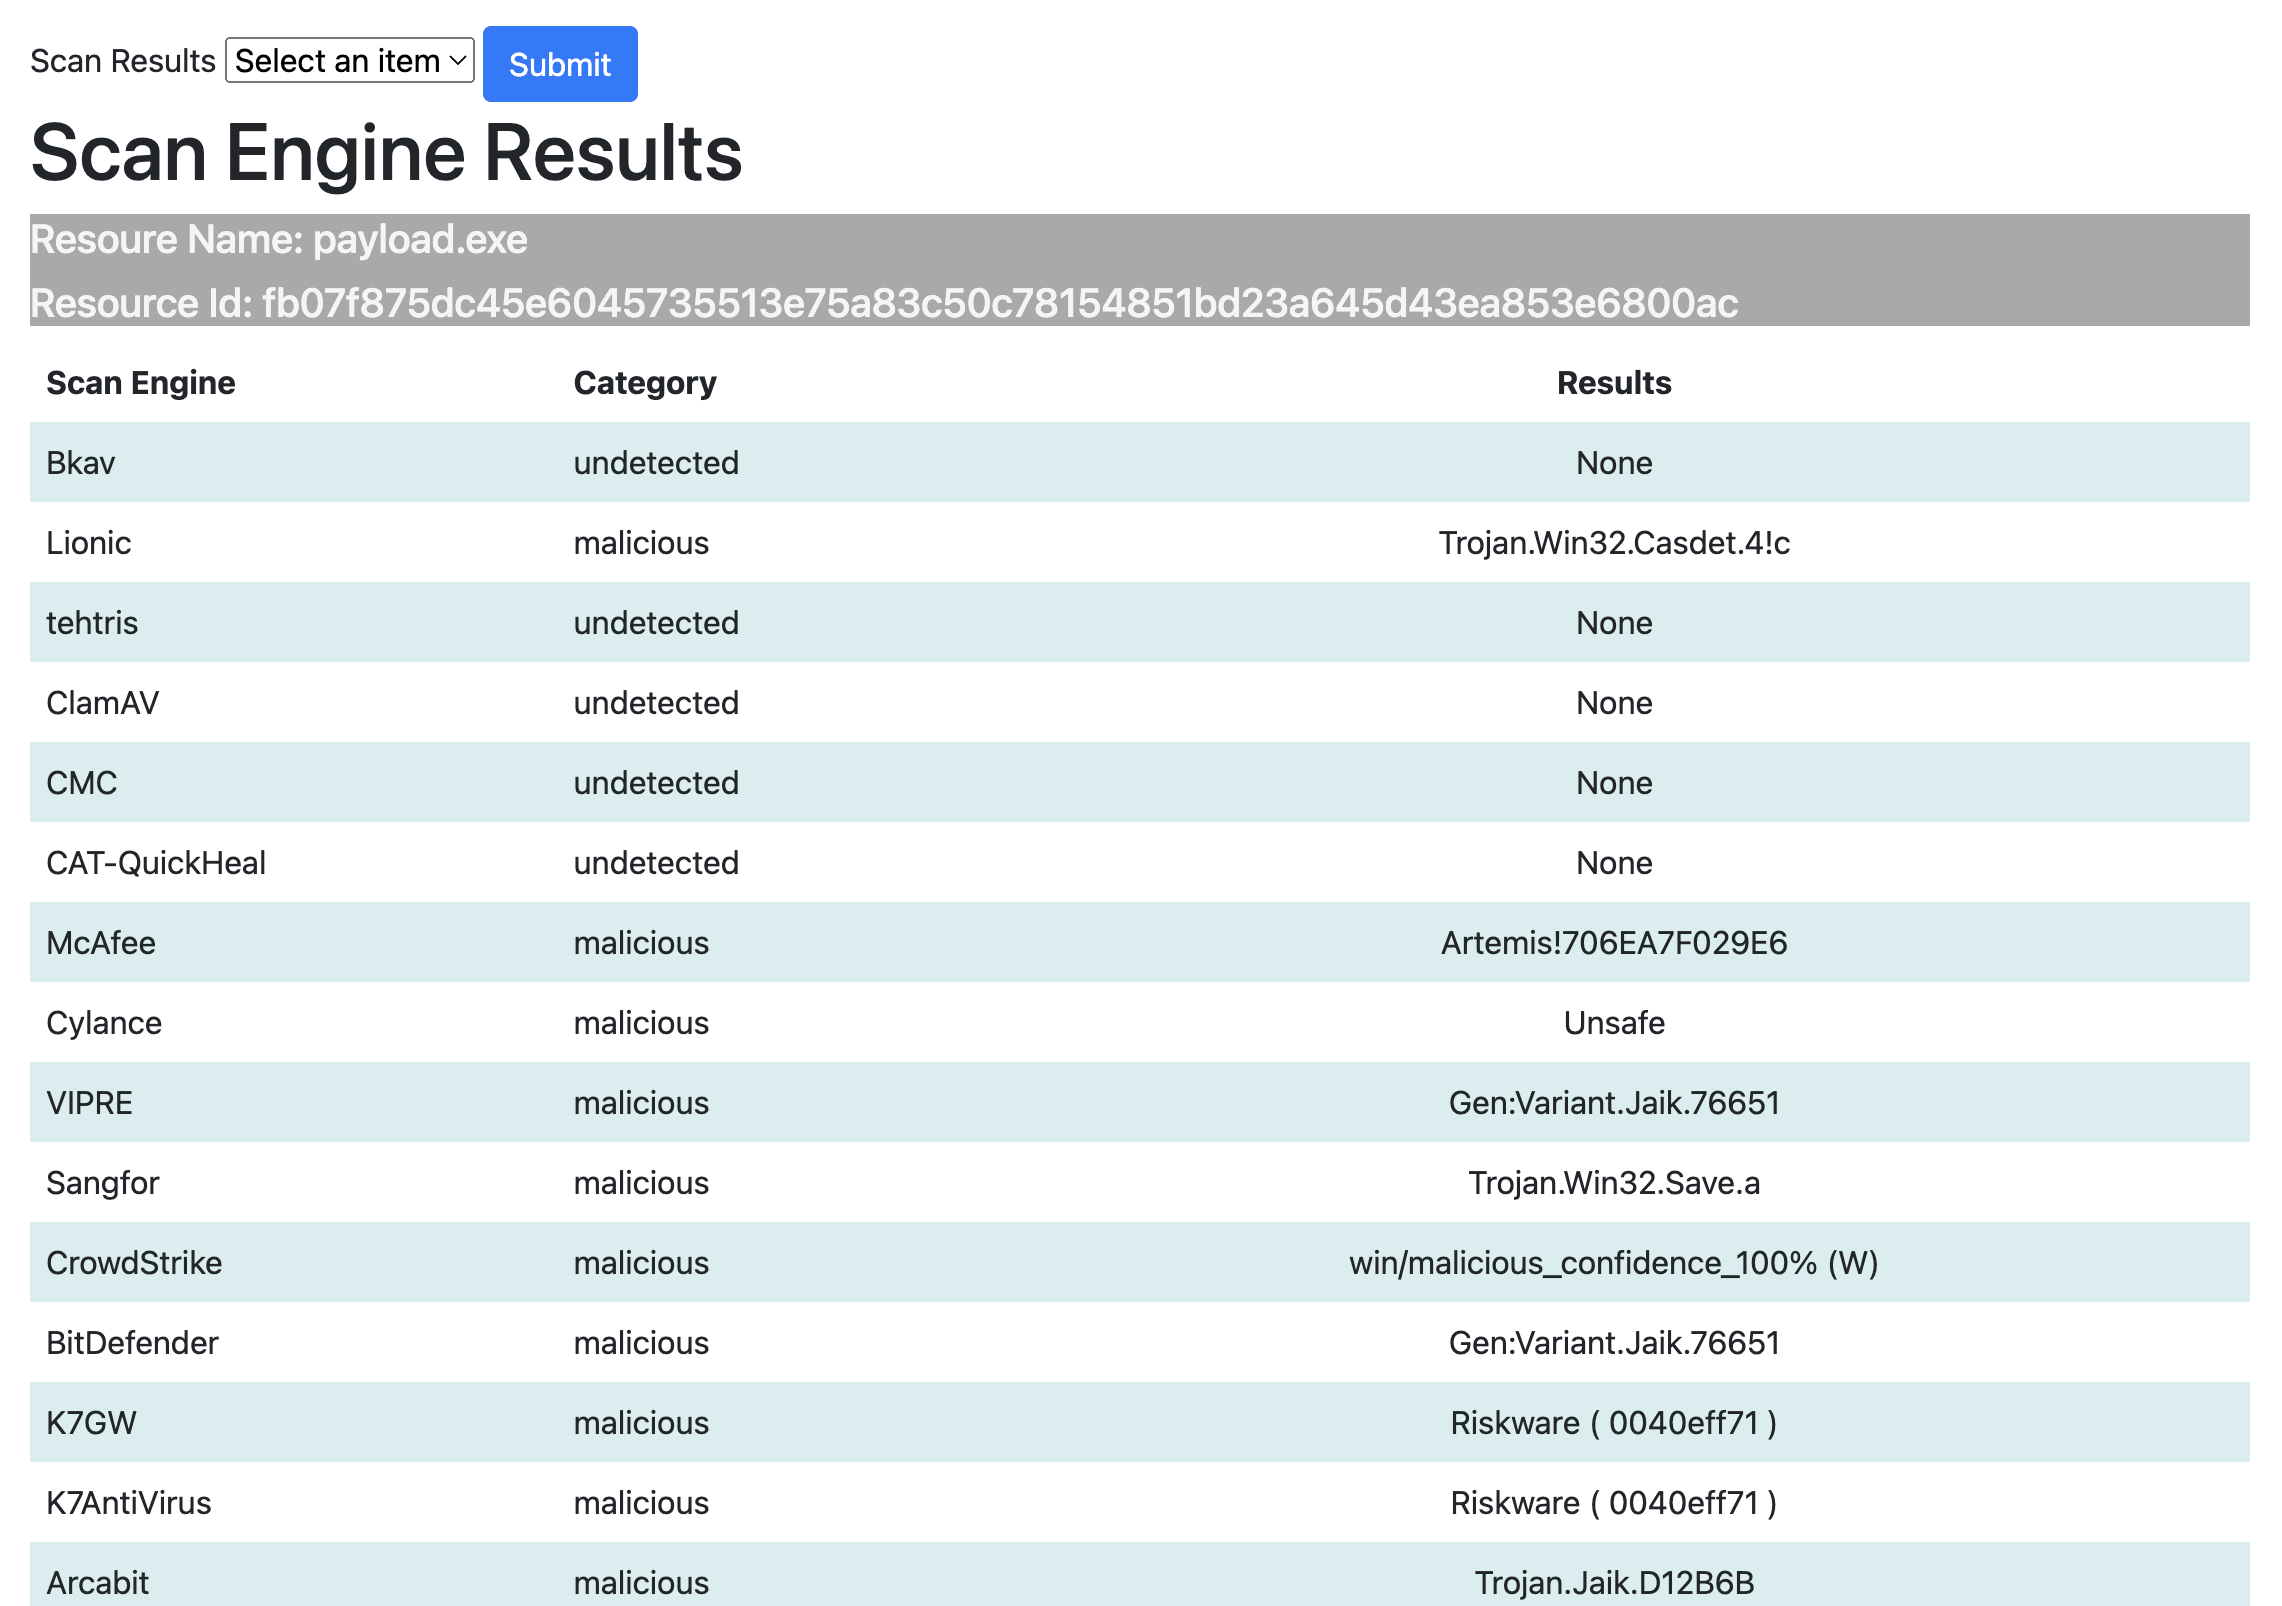 Scan Results Select an item Submit
Scan Engine Results
Resoure Name: payload.exe
Resource Id: fb07f875dc45e6045735513e75a83c50c78154851bd23a645d43ea853e6800ac
Scan Engine Category Results
Bkav undetected None
Lionic malicious Trojan.Win32.Casdet.4!c
tehtris undetected None
ClamAV undetected None
CMC undetected None
CAT-QuickHeal undetected None
McAfee malicious Artemis!706EA7F029E6
Cylance malicious Unsafe
VIPRE malicious Gen:Variant.Jaik.76651
Sangfor malicious Trojan.Win32.Save.a
CrowdStrike malicious win/malicious_confidence_100% (W)
BitDefender malicious Gen:Variant.Jaik.76651
K7GW malicious Riskware ( 0040eff71 )
K7AntiVirus malicious Riskware ( 0040eff71 )
Arcabit malicious Trojan.Jaik.D12B6B